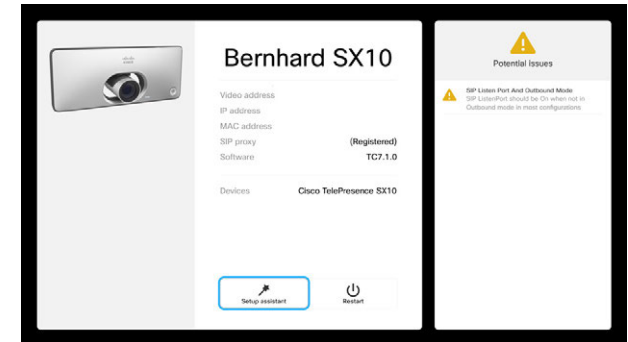 Bernhard SX10
Video address
IP address
MAC address
SIP proxy (Registered)
Software TC7.1.0
Devices Cisco TelePresence SX10
Setup assistant
Restart
Potential issues
SIP Listen Port And Outbound Mode
SIP ListenPort should be On when not in
Outbound mode in most configurations